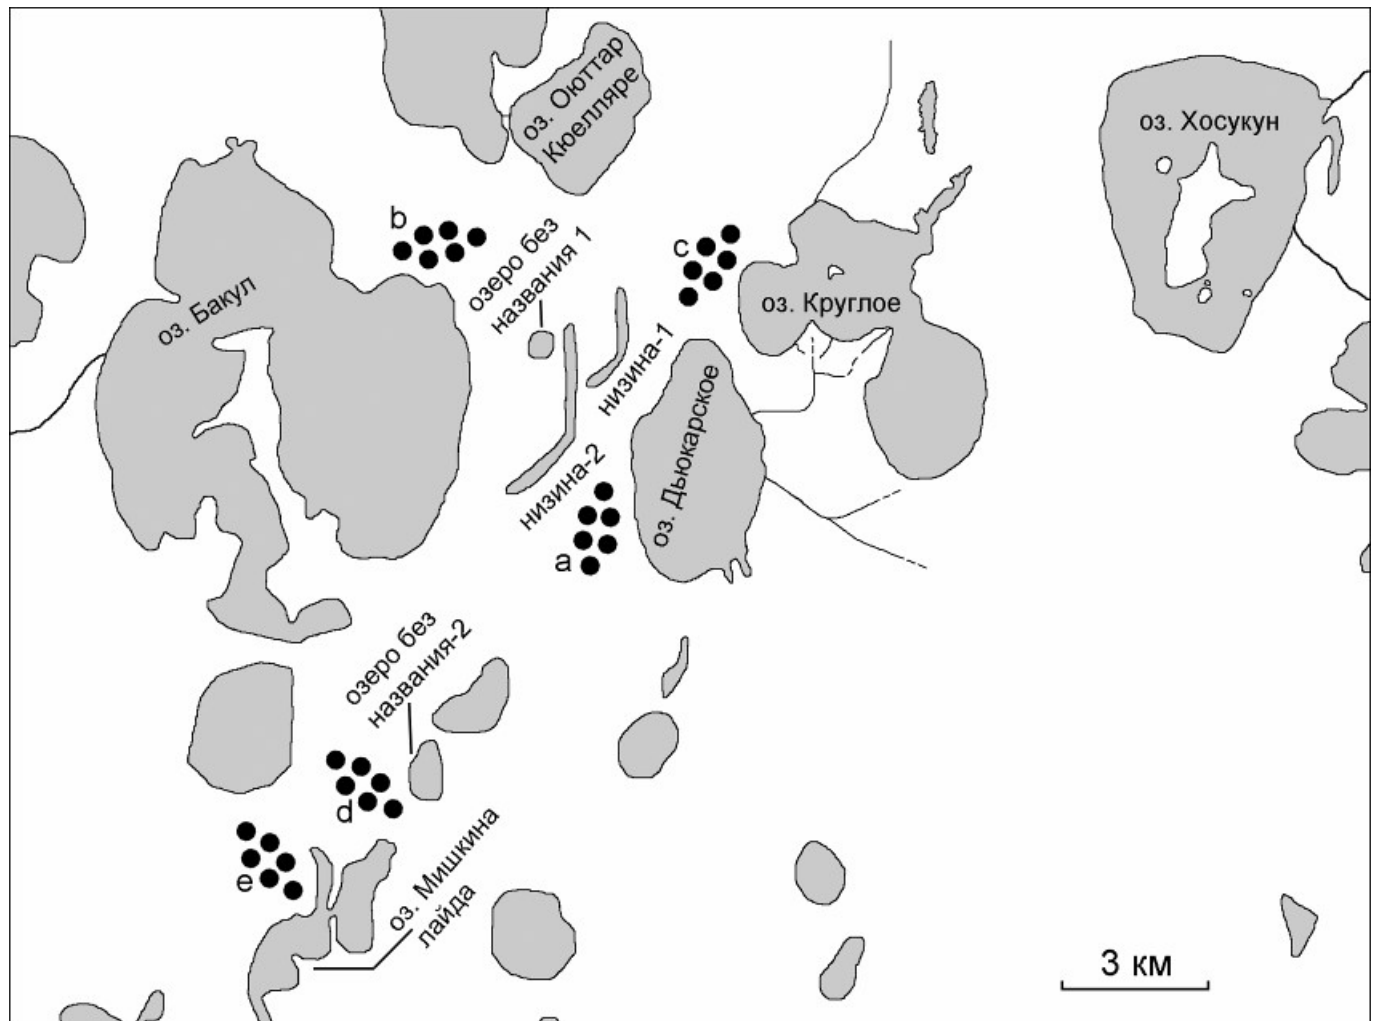 оз. Оюттар
Кюелляре
оз. Хосукун
b
озеро без
названия 1
c
оз. Бакул
оз. Круглое
низина-1
оз. Дьюкарское
низина-2
a
озеро без
названия-2
d
e
оз. Мишкина
лайда
3 км